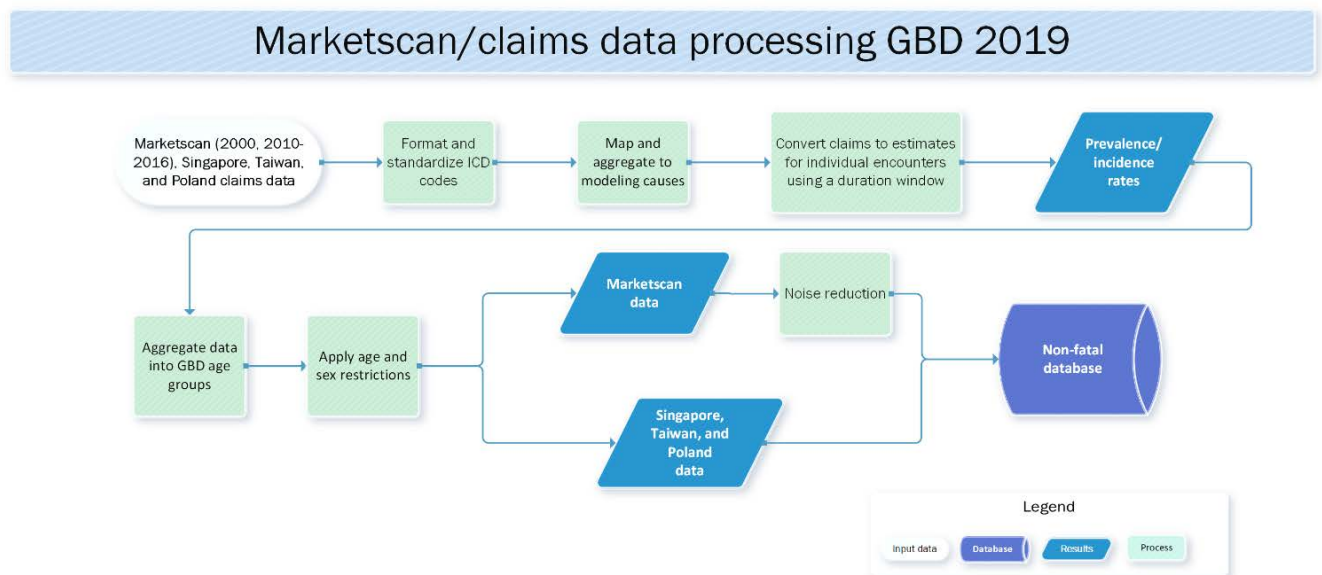 Marketscan/claims data processing GBD 2019
Marketscan (2000, 2010-
2016), Singapore, Taiwan,
and Poland claims data
Format and
standardize ICD
codes
Map and
aggregate to
modeling causes
Convert claims to estimates
for individual encounters
using a duration window
Prevalence/
incidence
rates
Aggregate data
into GBD age
groups
Apply age and
sex restrictions
Marketscan
data
Noise reduction
Singapore,
Taiwan, and
Poland
data
Non-fatal
database
Legend
Input data
Database
Results
Process